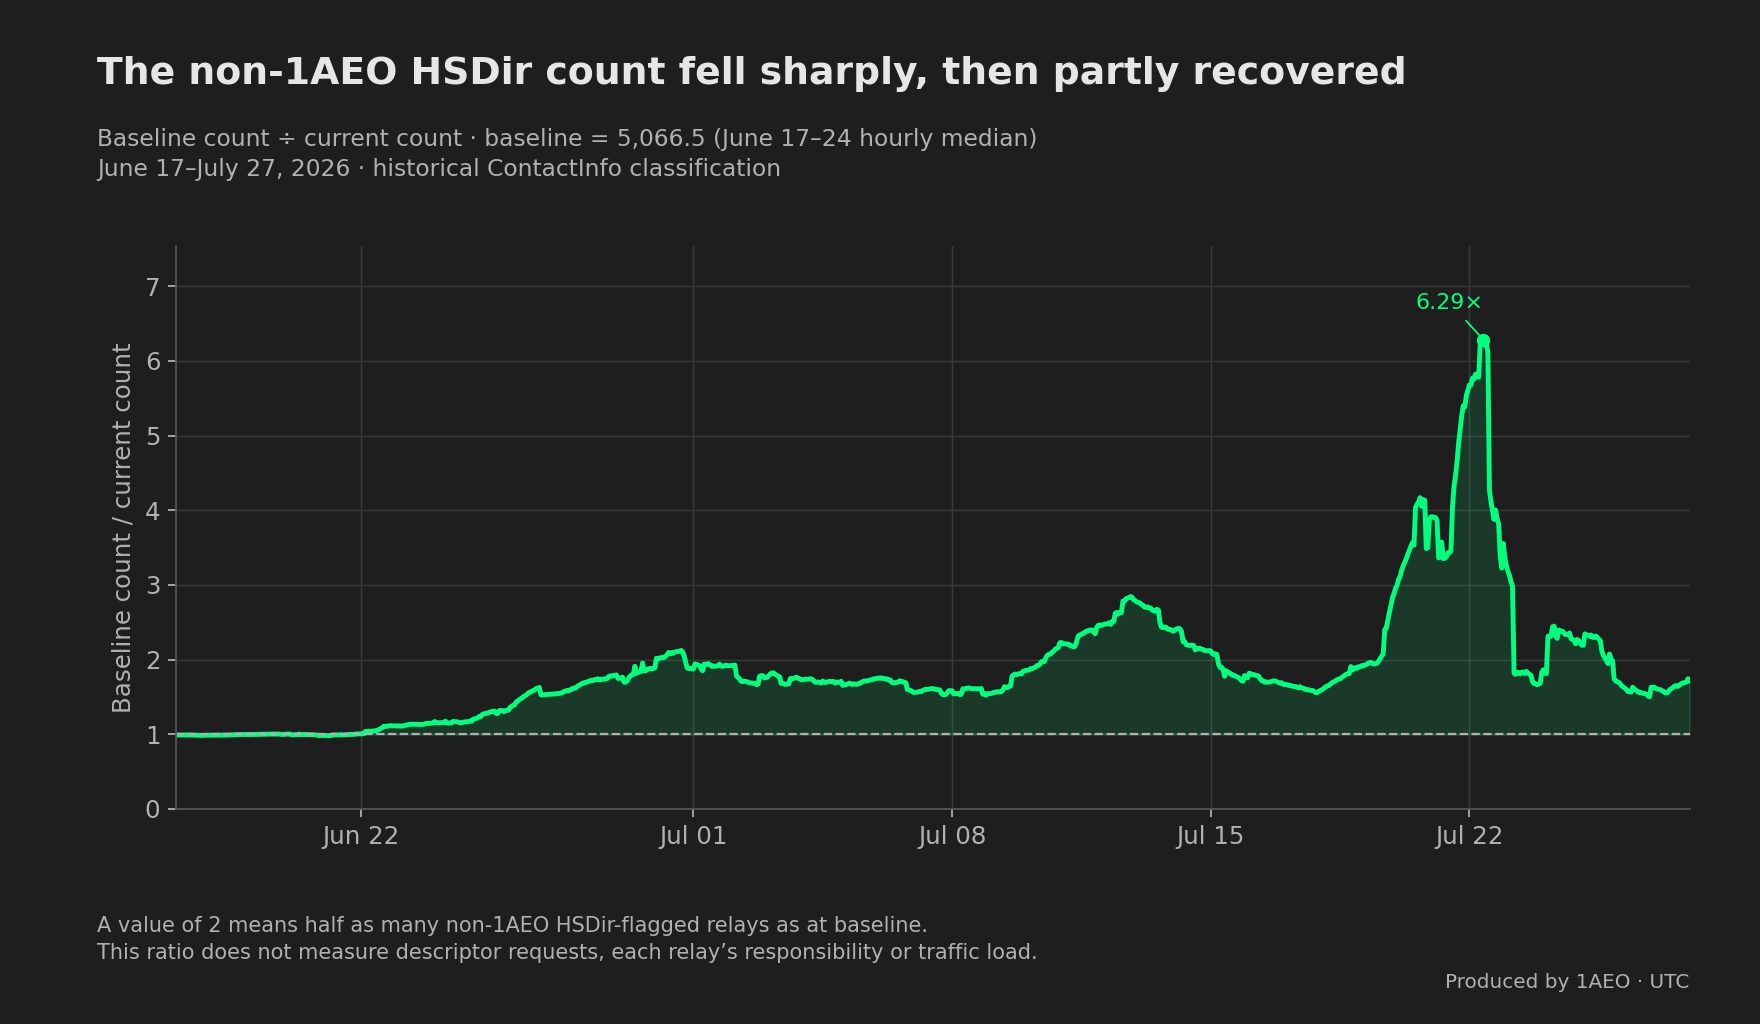 The non-1AEO HSDir count fell sharply, then partly recovered
Baseline count ÷ current count · baseline = 5,066.5 (June 17–24 hourly median)
June 17–July 27, 2026 · historical ContactInfo classification
Baseline count / current count
7
6
5
4
3
2
1
0
6.29×
Jun 22
Jul 01
Jul 08
Jul 15
Jul 22
A value of 2 means half as many non-1AEO HSDir-flagged relays as at baseline.
This ratio does not measure descriptor requests, each relay’s responsibility or traffic load.
Produced by 1AEO · UTC